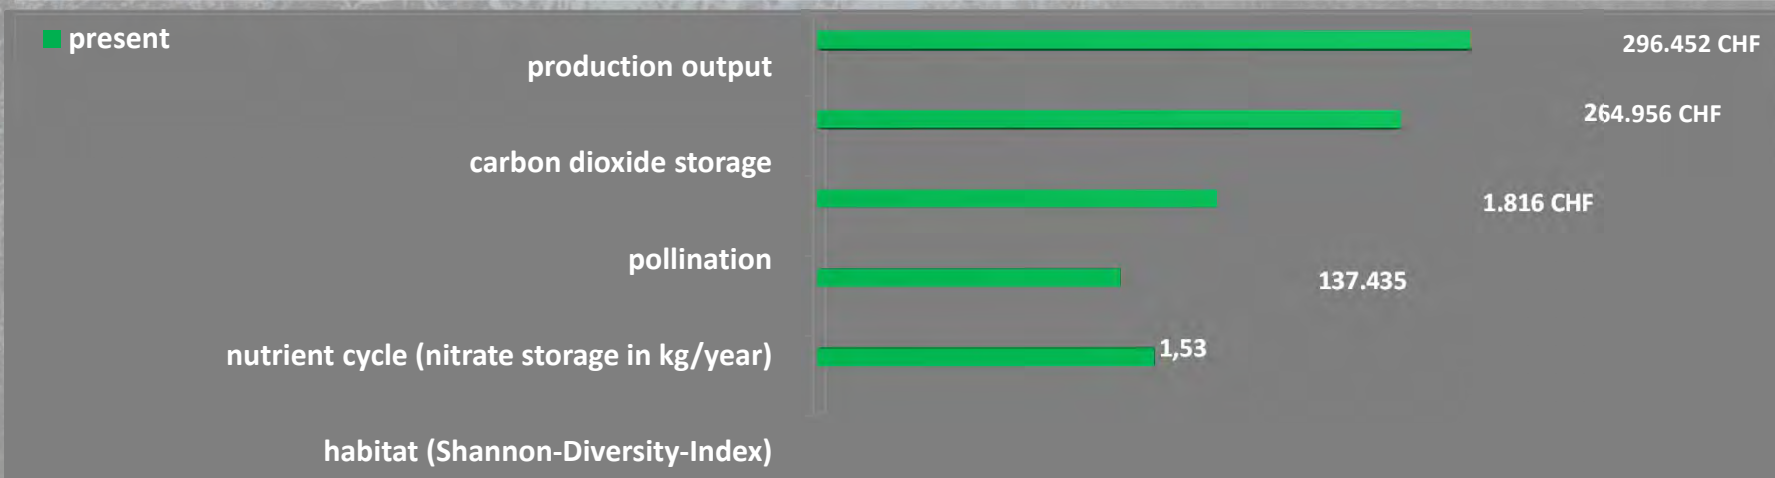 present
296.452 CHF
production output
264.956 CHF
carbon dioxide storage
1.816 CHF
pollination
137.435
nutrient cycle (nitrate storage in kg/year)
1,53
habitat (Shannon-Diversity-Index)